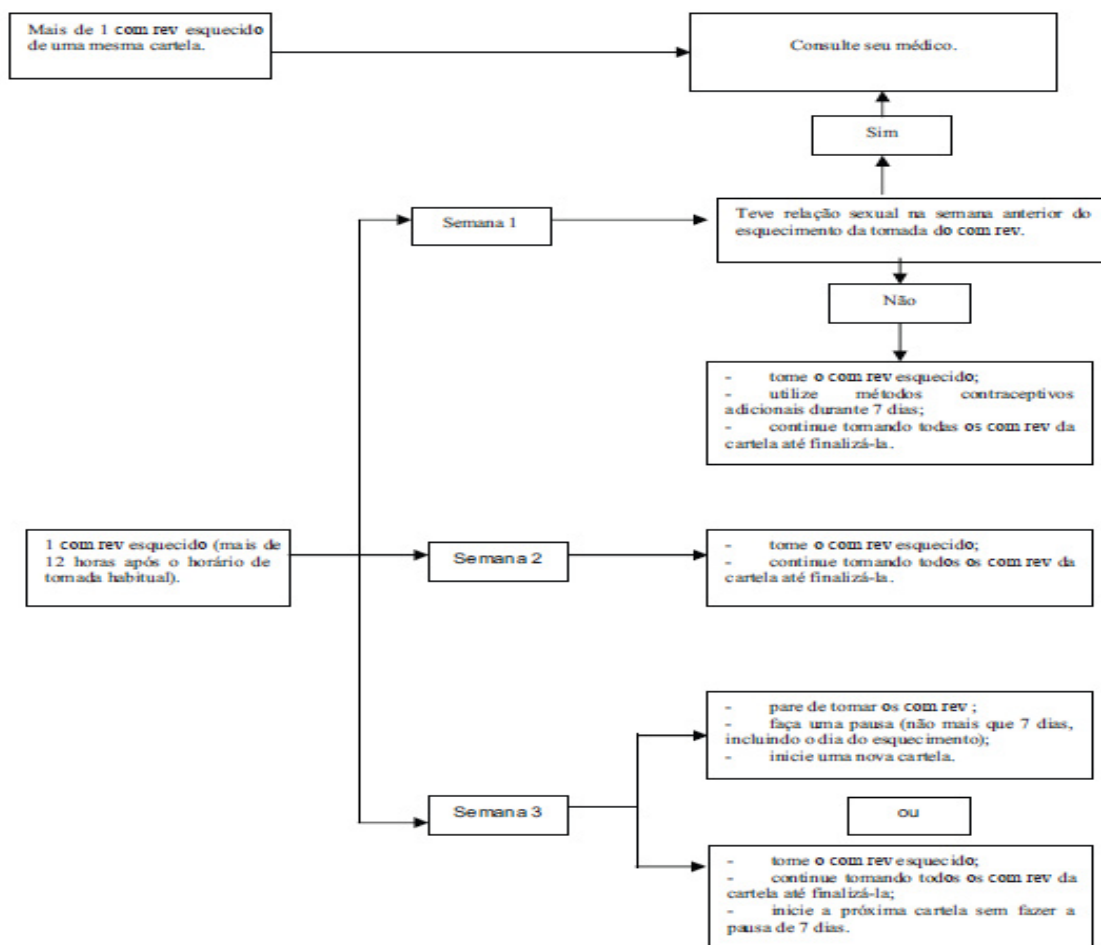 Mais de 1 com rev esquecido
de uma mesma cartela.
Consulte seu médico.
Sim
Semana 1
Teve relação sexual na semana anterior do
esquecimento da tomada do com rev.
Não
- tome o com rev esquecido;
- utilize métodos contraceptivos
adicionais durante 7 dias;
- continue tomando todas os com rev da
cartela até finalizá-la.
1 com rev esquecido (mais de
12 horas após o horário de
tomada habitual).
Semana 2
- tome o com rev esquecido;
- continue tomando todos os com rev da
cartela até finalizá-la.
Semana 3
- pare de tomar os com rev ;
- faça uma pausa (não mais que 7 dias,
incluindo o dia do esquecimento);
- inicie uma nova cartela.
ou
- tome o com rev esquecido;
- continue tomando todos os com rev da
cartela até finalizá-la;
- inicie a próxima cartela sem fazer a
pausa de 7 dias.